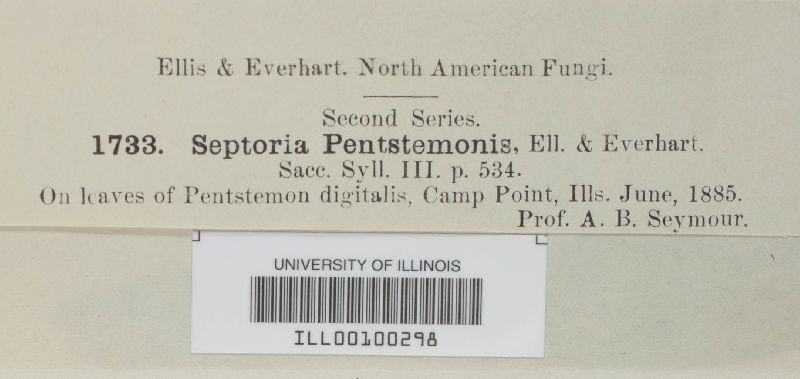 Ellis & Everhart. North American Fungi.
Second Series.
1733. Septoria Pentstemonis, Ell. & Everhart.
Sacc. Syll. III. p. 534.
On leaves of Pentstemon digitalis, Camp Point, Ills. June, 1885.
Prof. A. B. Seymour.
UNIVERSITY OF ILLINOIS
ILL00100298